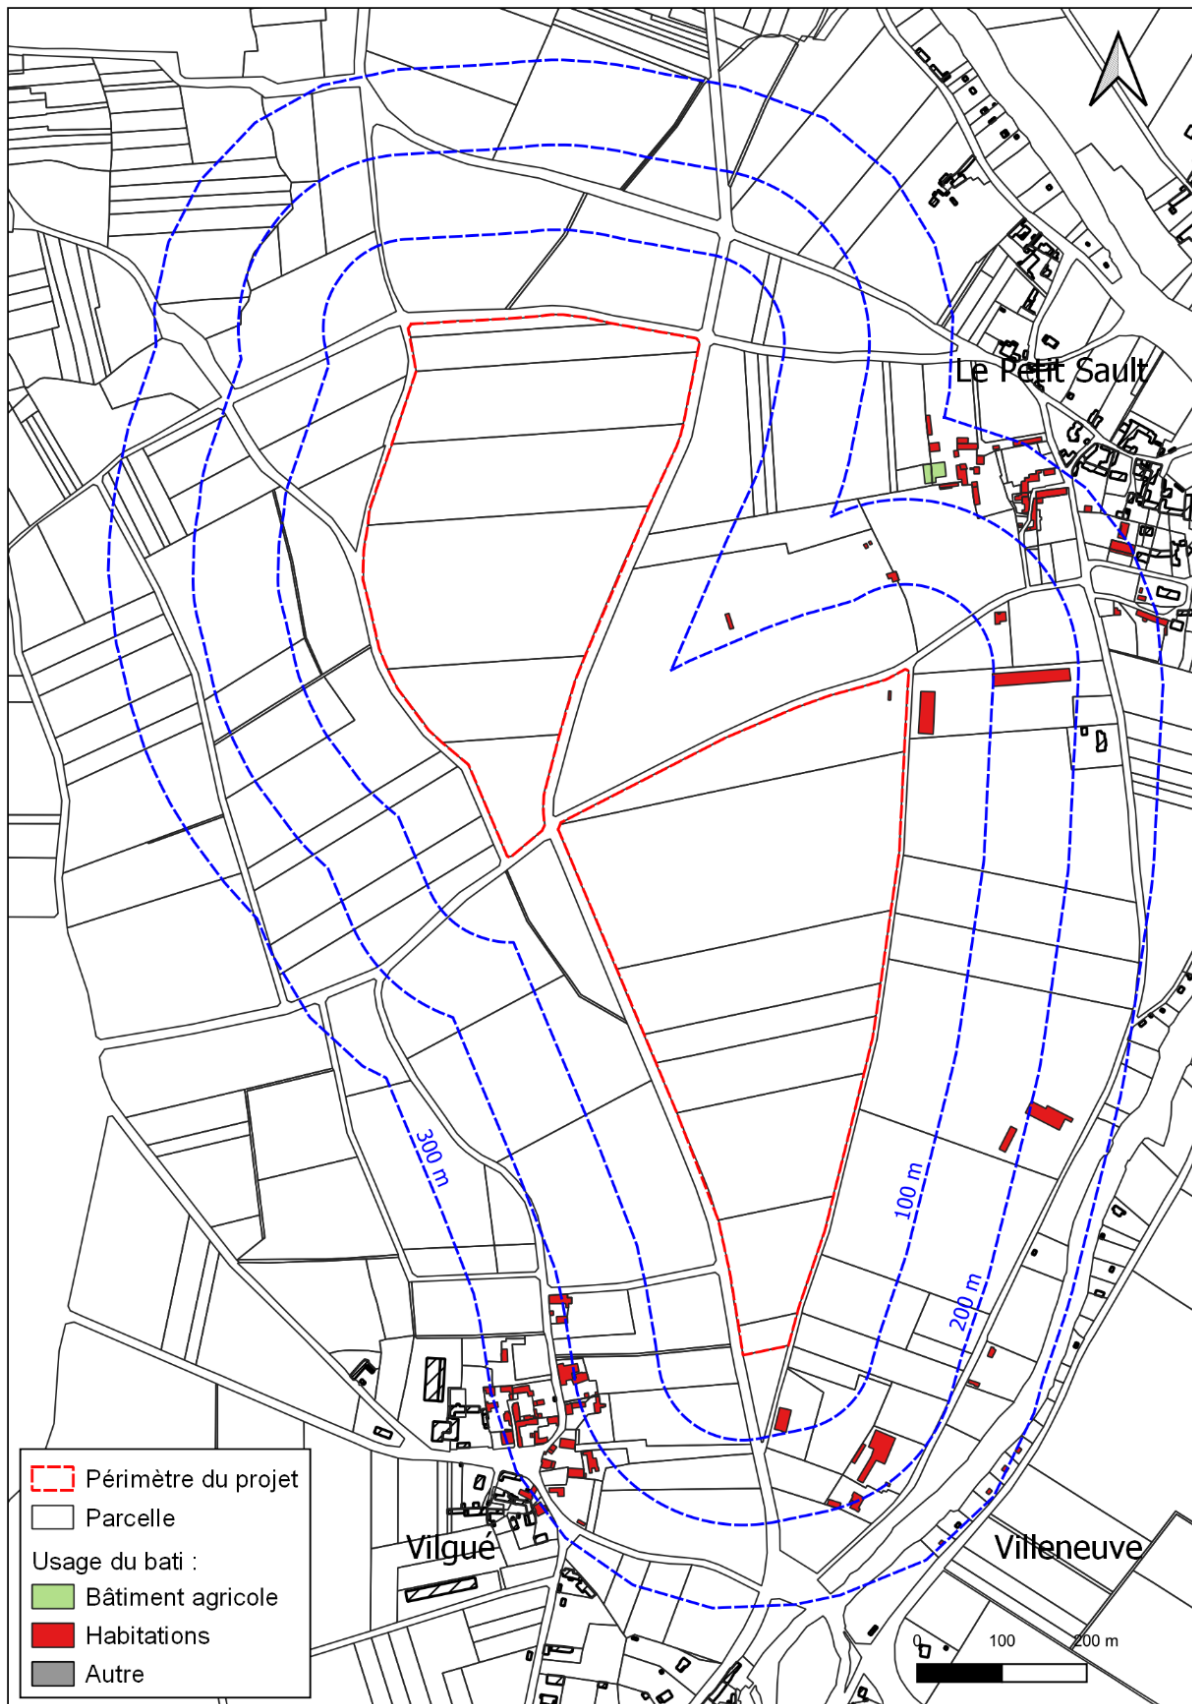 Le Petit Sault
300 m
100 m
200 m
Vilgué
Villeneuve
Périmètre du projet
Parcelle
Usage du bati :
Bâtiment agricole
Habitations
Autre
0 100 200 m